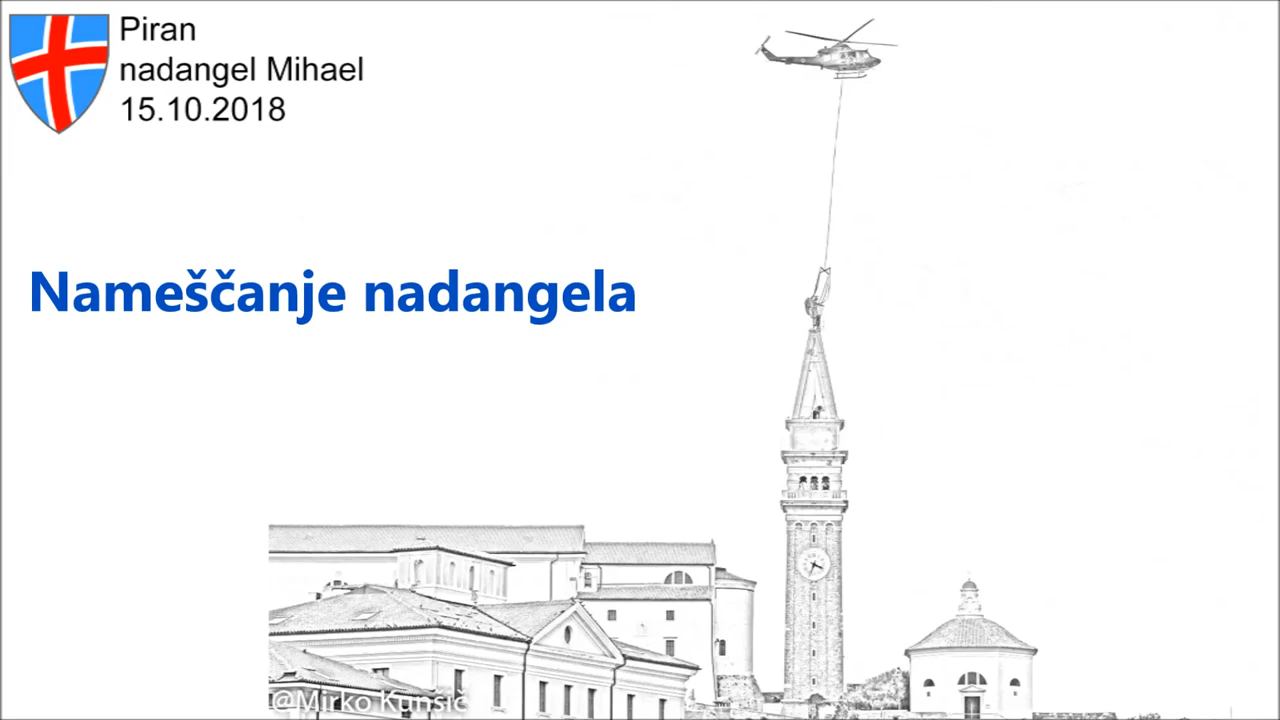 Piran
nadangel Mihael
15.10.2018
Nameščanje nadangela
@Mirko Kunšič